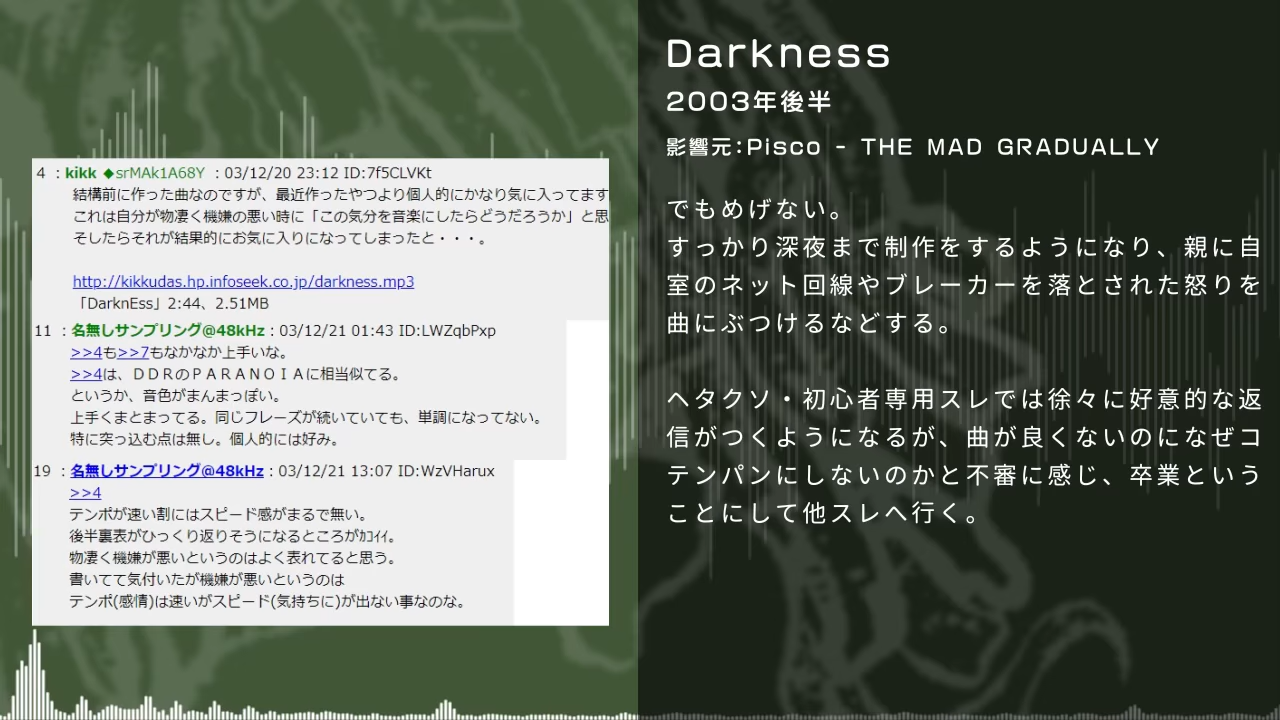 4 ：kikk ◆srMAk1A68Y ：03/12/20 23:12 ID:7f5CLVKt
結構前に作った曲なのですが、最近作ったやつより個人的にかなり気に入ってます
これは自分が物凄く機嫌の悪い時に「この気分を音楽にしたらどうだろうか」と思
そしたらそれが結果的にお気に入りになってしまったと・・・。
http://kikkudas.hp.infoseek.co.jp/darkness.mp3
「DarknEss」2:44、2.51MB
11 ：名無しサンプリング@48kHz：03/12/21 01:43 ID:LWZqbPxp
>>4も>>7もなかなか上手いな。
>>4は、ＤＤＲのＰＡＲＡＮＯＩＡに相当似てる。
というか、音色がまんまっぽい。
上手くまとまってる。同じフレーズが続いていても、単調になってない。
特に突っ込む点は無し。個人的には好み。
19 ：名無しサンプリング@48kHz：03/12/21 13:07 ID:WzVHarux
>>4
テンポが速い割にはスピード感がまるで無い。
後半裏表がひっくり返りそうになるところがｶｺｲｲ。
物凄く機嫌が悪いというのはよく表れてると思う。
書いてて気付いたが機嫌が悪いというのは
テンポ(感情)は速いがスピード(気持ちに)が出ない事なのな。
Darkness
2003年後半
影響元:Pisco - THE MAD GRADUALLY
でもめげない。
すっかり深夜まで制作をするようになり、親に自
室のネット回線やブレーカーを落とされた怒りを
曲にぶつけるなどする。
ヘタクソ・初心者専用スレでは徐々に好意的な返
信がつくようになるが、曲が良くないのになぜコ
テンパンにしないのかと不審に感じ、卒業という
ことにして他スレへ行く。